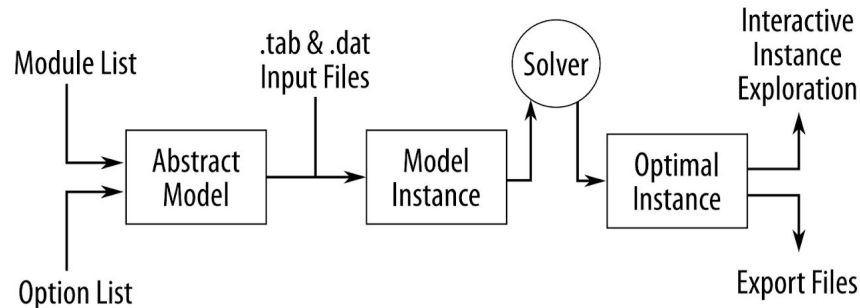 Module List
Option List
Abstract
Model
.tab & .dat
Input Files
Model
Instance
Solver
Optimal
Instance
Interactive
Instance
Exploration
Export Files